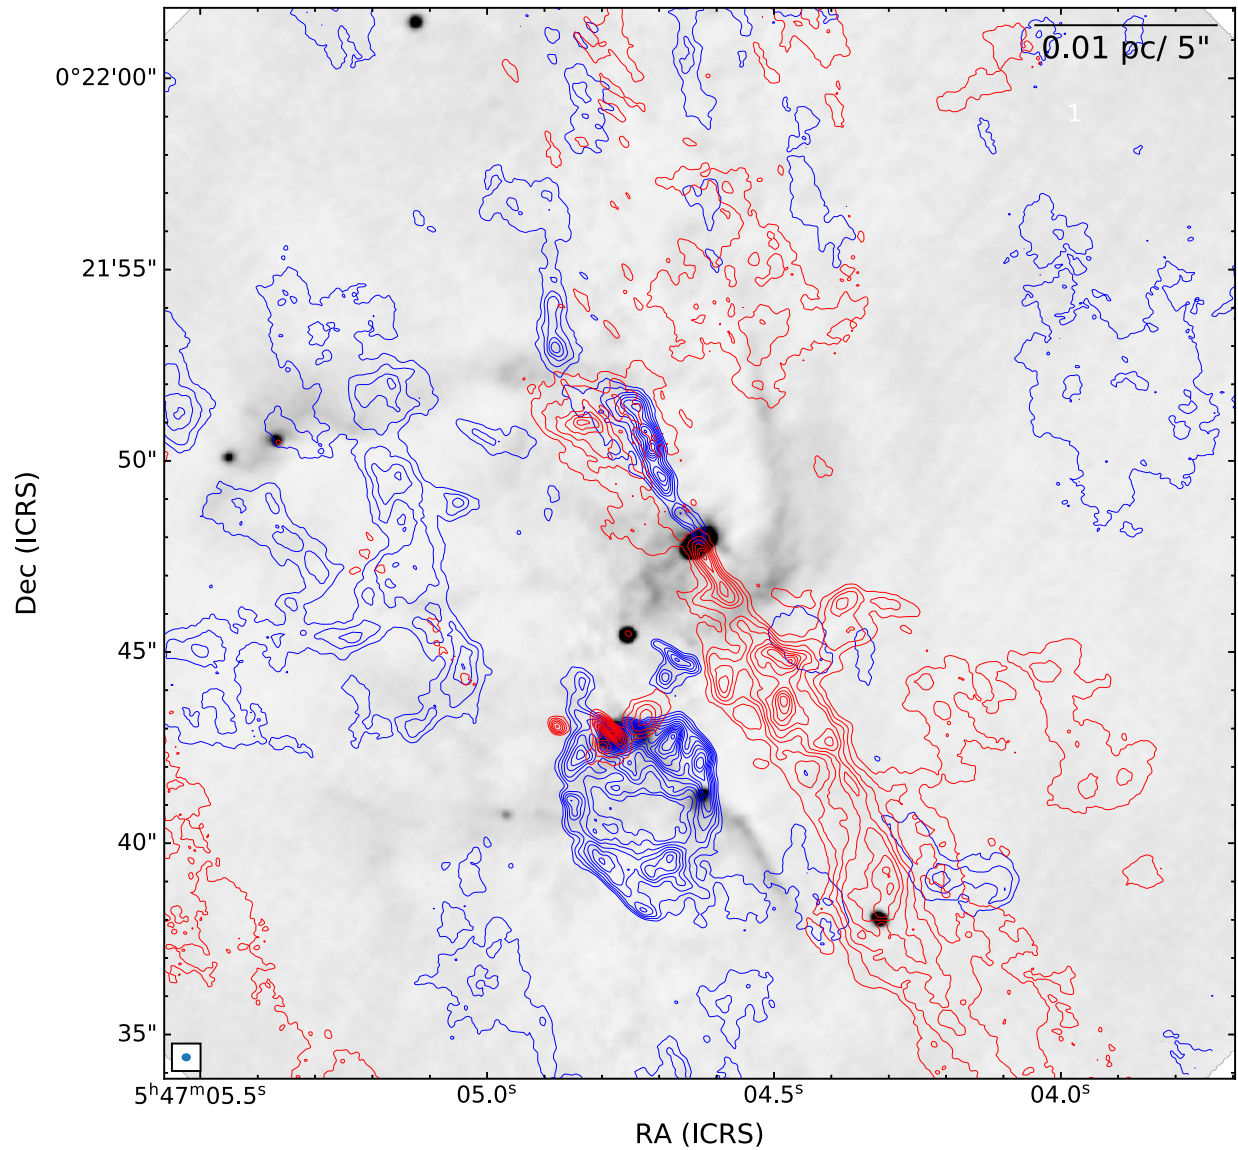 0.01 pc/ 5"
1
0°22'00"
21'55"
50"
45"
40"
35"
Dec (ICRS)
5ʰ47ᵐ05.5ˢ 05.0ˢ 04.5ˢ 04.0ˢ
RA (ICRS)